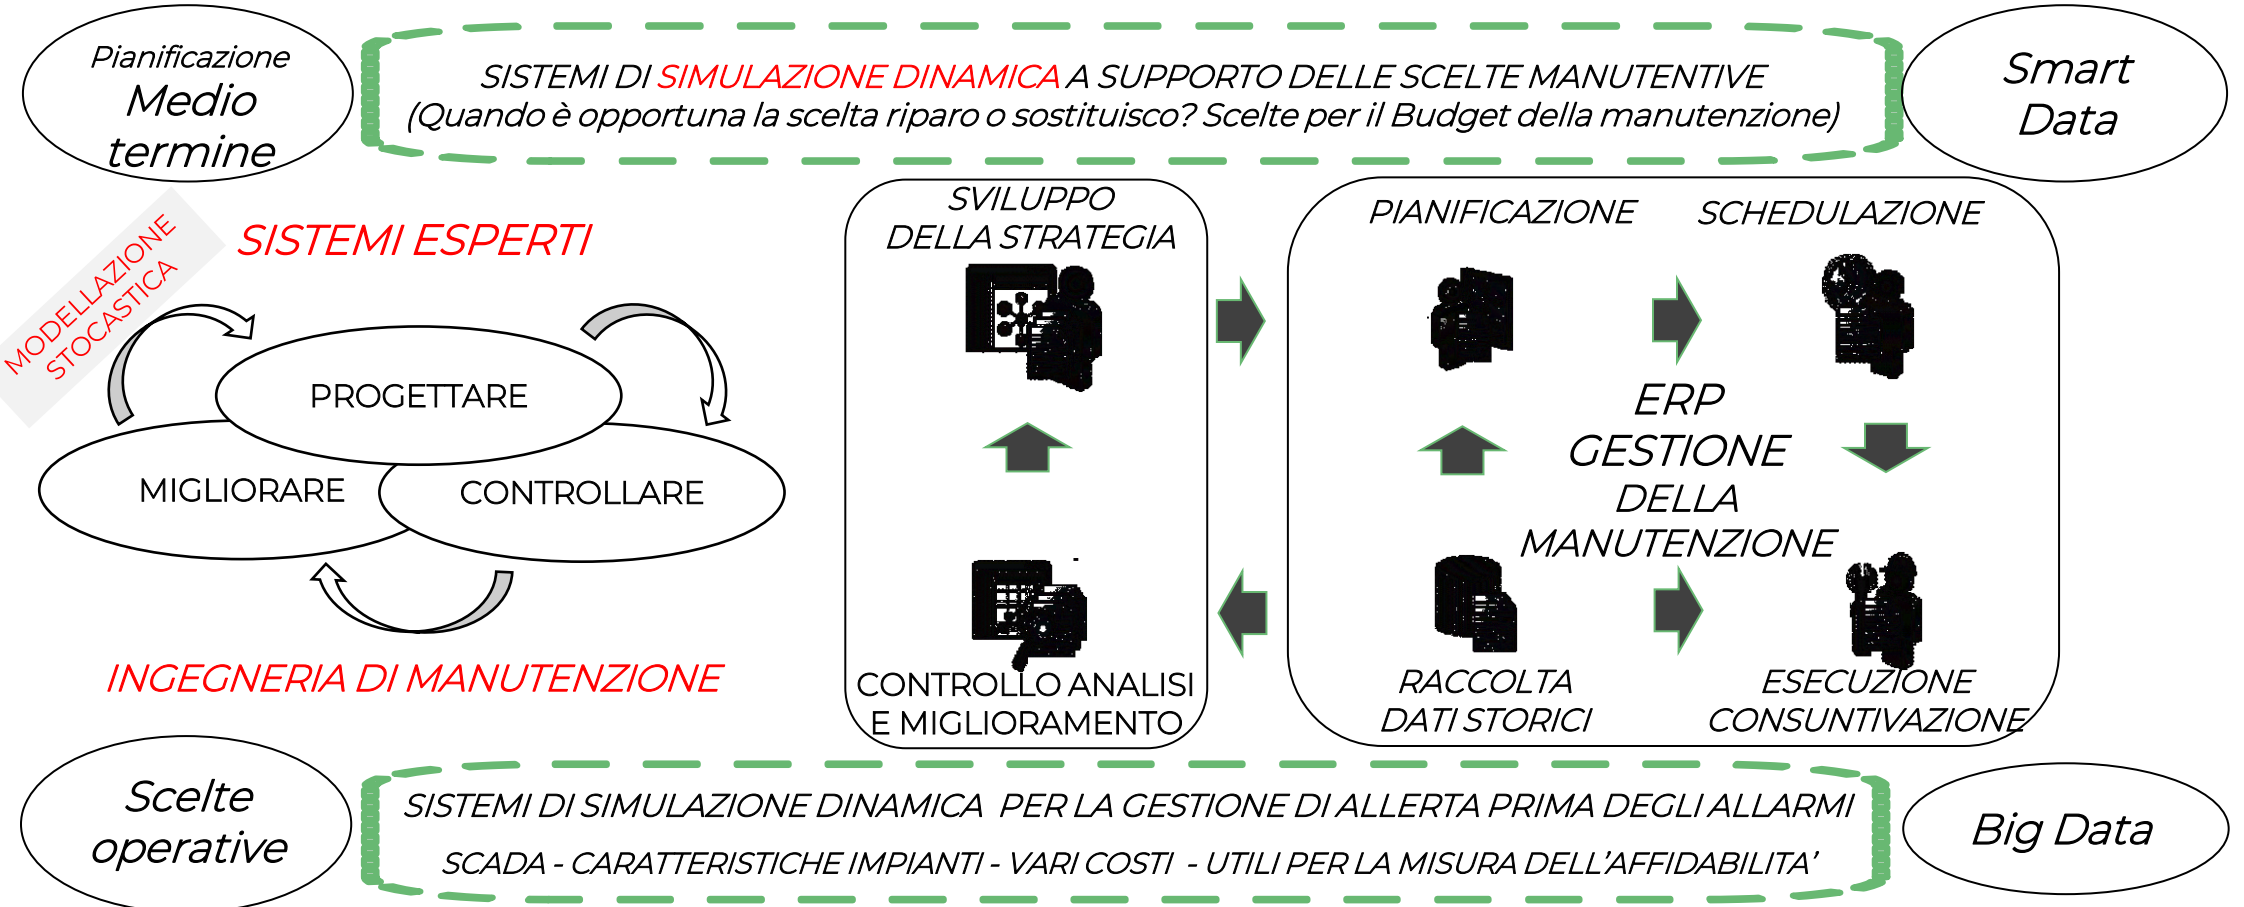 Pianificazione
Medio
termine
SISTEMI DI SIMULAZIONE DINAMICA A SUPPORTO DELLE SCELTE MANUTENTIVE
(Quando è opportuna la scelta riparo o sostituisco? Scelte per il Budget della manutenzione)
Smart
Data
MODELLAZIONE
STOCASTICA
SISTEMI ESPERTI
PROGETTARE
MIGLIORARE
CONTROLLARE
INGEGNERIA DI MANUTENZIONE
SVILUPPO
DELLA STRATEGIA
CONTROLLO ANALISI
E MIGLIORAMENTO
PIANIFICAZIONE
SCHEDULAZIONE
ERP
GESTIONE
DELLA
MANUTENZIONE
RACCOLTA
DATI STORICI
ESECUZIONE
CONSUNTIVAZIONE
Scelte
operative
SISTEMI DI SIMULAZIONE DINAMICA  PER LA GESTIONE DI ALLERTA PRIMA DEGLI ALLARMI
SCADA - CARATTERISTICHE IMPIANTI - VARI COSTI  - UTILI PER LA MISURA DELL’AFFIDABILITA’
Big Data